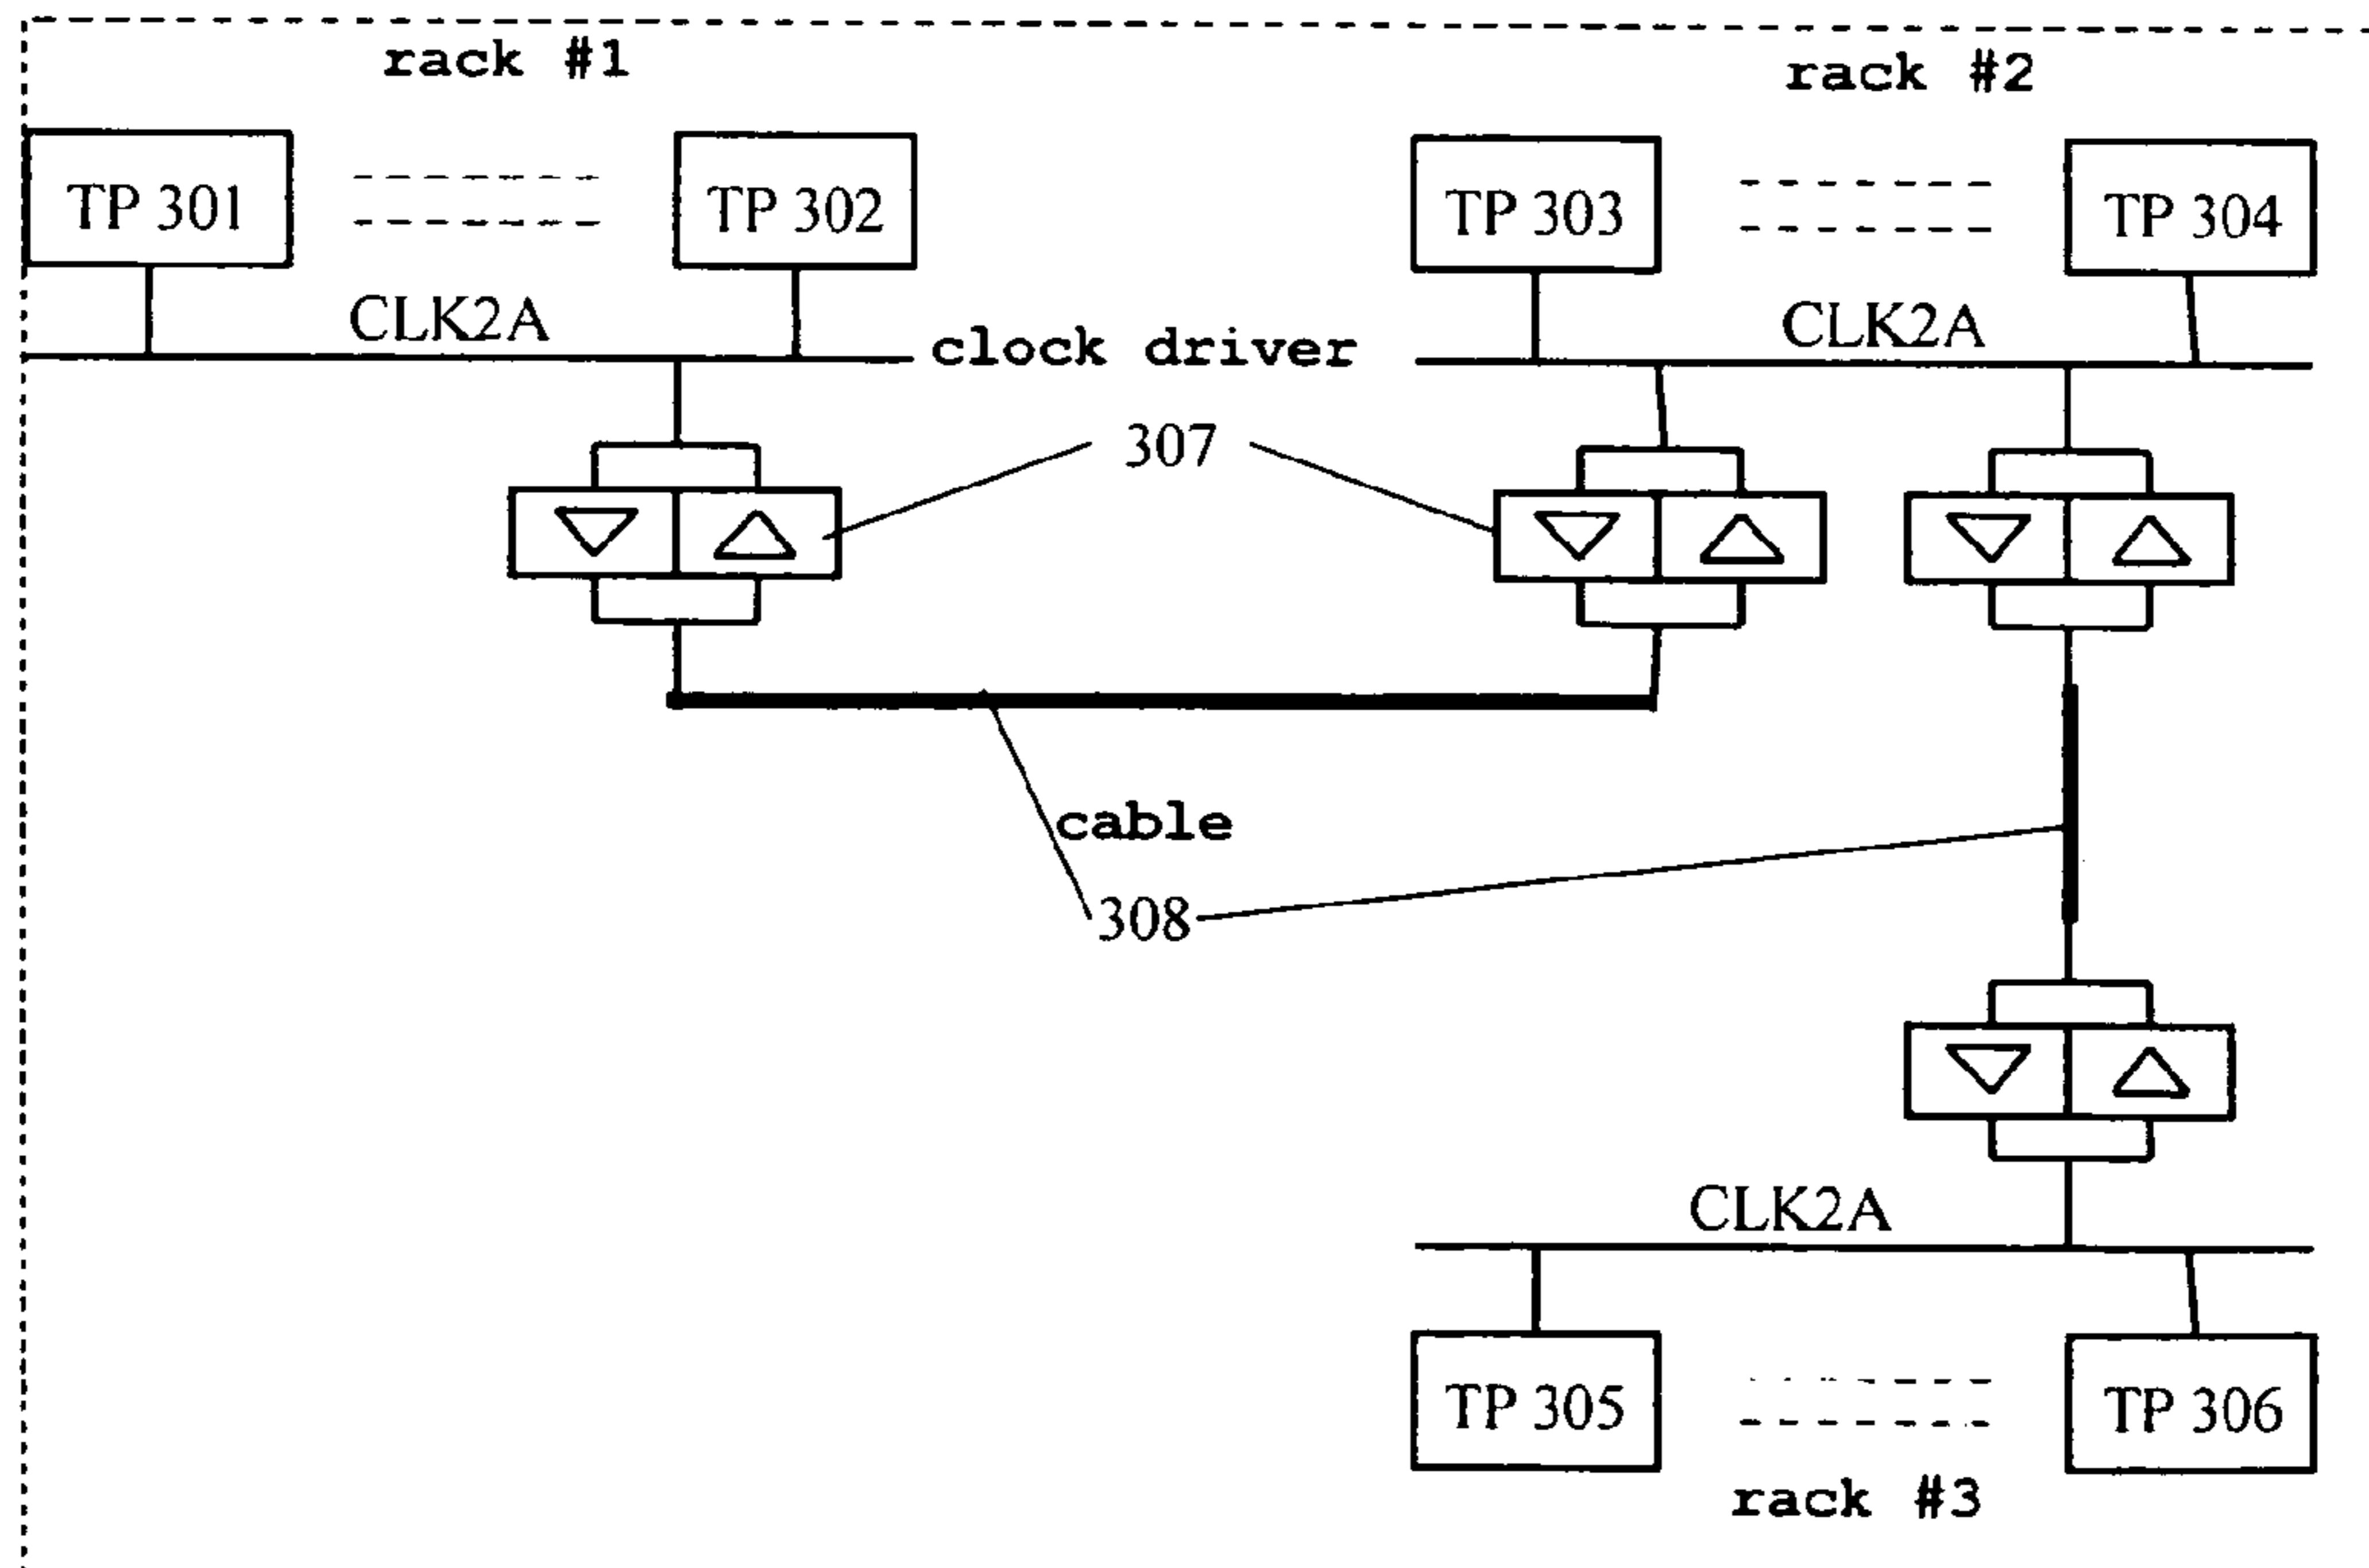 rack #1
rack #2
TP 301
TP 302
TP 303
TP 304
CLK2A
clock driver
CLK2A
307
cable
308
CLK2A
TP 305
TP 306
rack #3